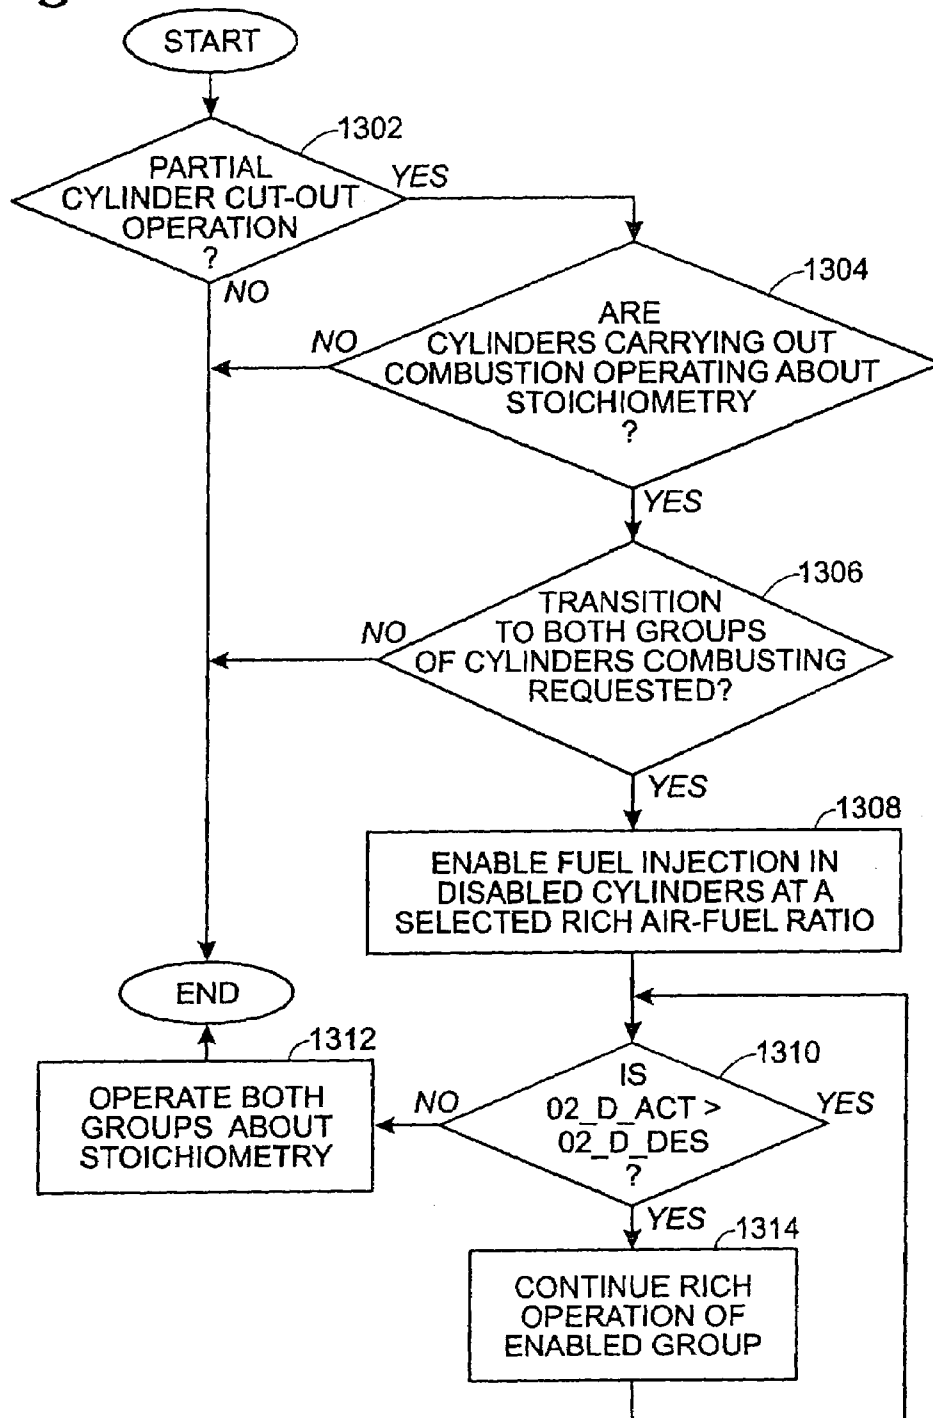 START
1302
PARTIAL
CYLINDER CUT-OUT
OPERATION
?
YES
NO
1304
ARE
CYLINDERS CARRYING OUT
COMBUSTION OPERATING ABOUT
STOICHIOMETRY
?
NO
YES
1306
TRANSITION
TO BOTH GROUPS
OF CYLINDERS COMBUSTING
REQUESTED?
NO
YES
1308
ENABLE FUEL INJECTION IN
DISABLED CYLINDERS AT A
SELECTED RICH AIR-FUEL RATIO
END
1312
OPERATE BOTH
GROUPS ABOUT
STOICHIOMETRY
1310
IS
02_D_ACT >
02_D_DES
?
NO
YES
YES
1314
CONTINUE RICH
OPERATION OF
ENABLED GROUP